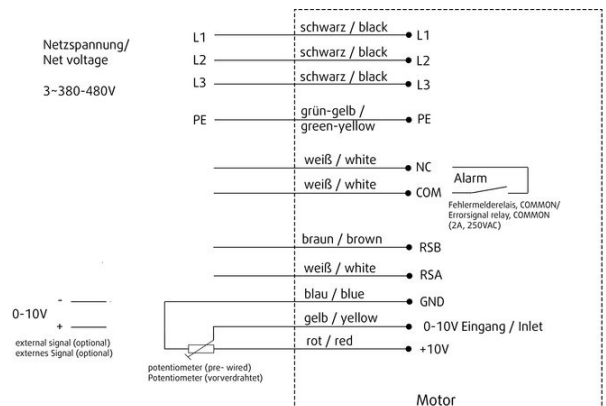 Netzspannung/
Net voltage
3~380-480V
L1 schwarz / black L1
L2 schwarz / black L2
L3 schwarz / black L3
PE grün-gelb / PE
green-yellow
weiß / white NC
Alarm
weiß / white COM
Fehlermelderelais, COMMON/
Errorsignal relay, COMMON
(2A, 250VAC)
braun / brown RSB
weiß / white RSA
blau / blue GND
gelb / yellow 0-10V Eingang / Inlet
rot / red +10V
-
0-10V
+
external signal (optional)
externes Signal (optional)
potentiometer (pre- wired)
Potentiometer (vorverdrahtet)
Motor